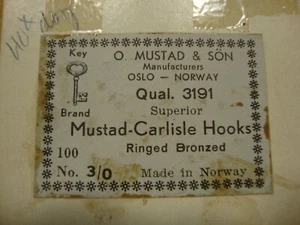 Key O. MUSTAD & SÖN
Manufacturers
OSLO - NORWAY
Qual. 3191
Brand Superior
Mustad-Carlisle Hooks
100 Ringed Bronzed
No. 3/0 Made in Norway